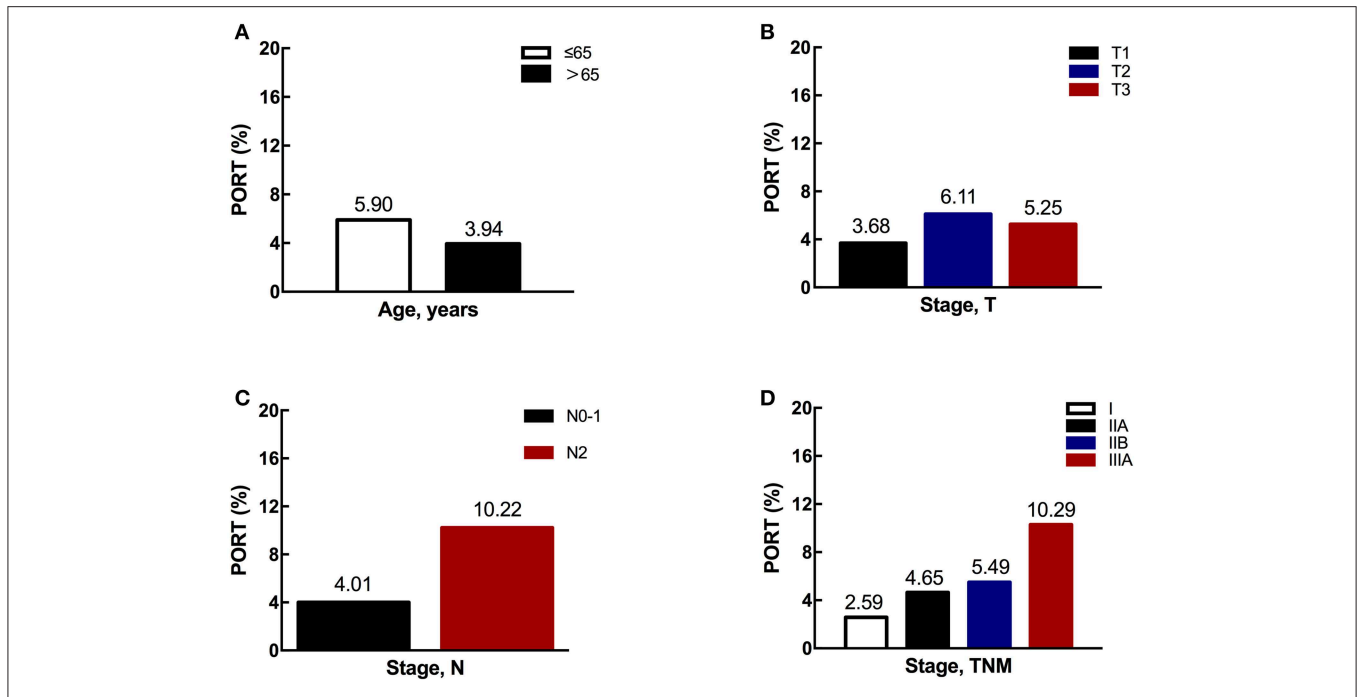 A
PORT (%)
20
16
12
8
4
0
5.90
3.94
≤65
>65
Age, years
B
PORT (%)
20
16
12
8
4
0
3.68
6.11
5.25
T1
T2
T3
Stage, T
C
PORT (%)
20
16
12
8
4
0
4.01
10.22
N0-1
N2
Stage, N
D
PORT (%)
20
16
12
8
4
0
2.59
4.65
5.49
10.29
I
IIA
IIB
IIIA
Stage, TNM